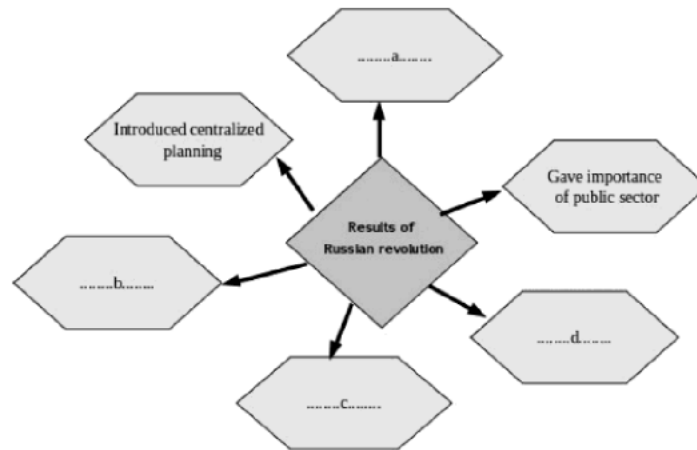 .........a.........
Introduced centralized
planning
Gave importance
of public sector
Results of
Russian revolution
.........b.........
.........d.........
.........c.........